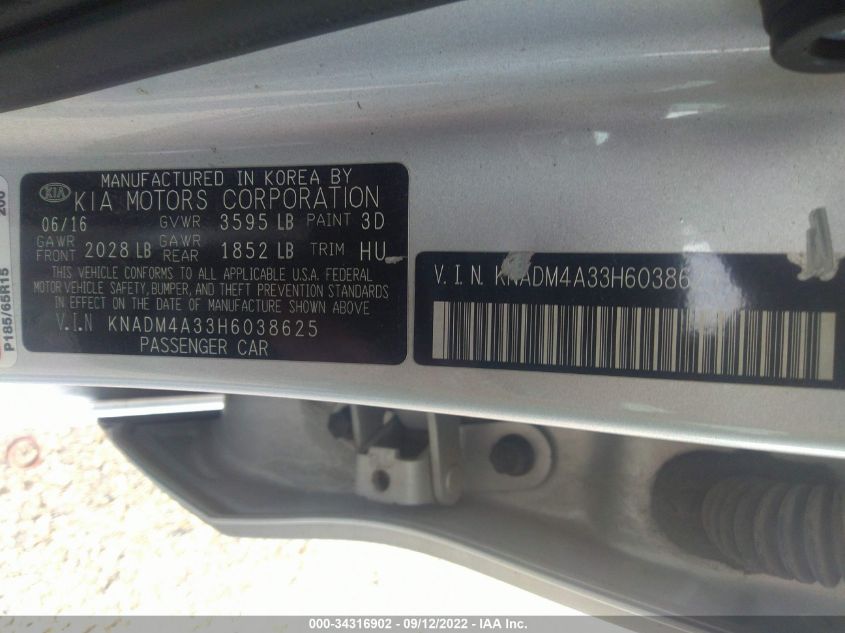 MANUFACTURED IN KOREA BY
KIA KIA MOTORS CORPORATION
06/16 GVWR 3595 LB PAINT 3D
GAWR FRONT 2028 LB GAWR REAR 1852 LB TRIM HU
THIS VEHICLE CONFORMS TO ALL APPLICABLE U.S.A. FEDERAL
MOTOR VEHICLE SAFETY, BUMPER, AND THEFT PREVENTION STANDARDS
IN EFFECT ON THE DATE OF MANUFACTURE SHOWN ABOVE
V.I.N KNADM4A33H6038625
PASSENGER CAR
V.I.N. KNADM4A33H60386
P185/65R15
000-34316902 - 09/12/2022 - IAA Inc.